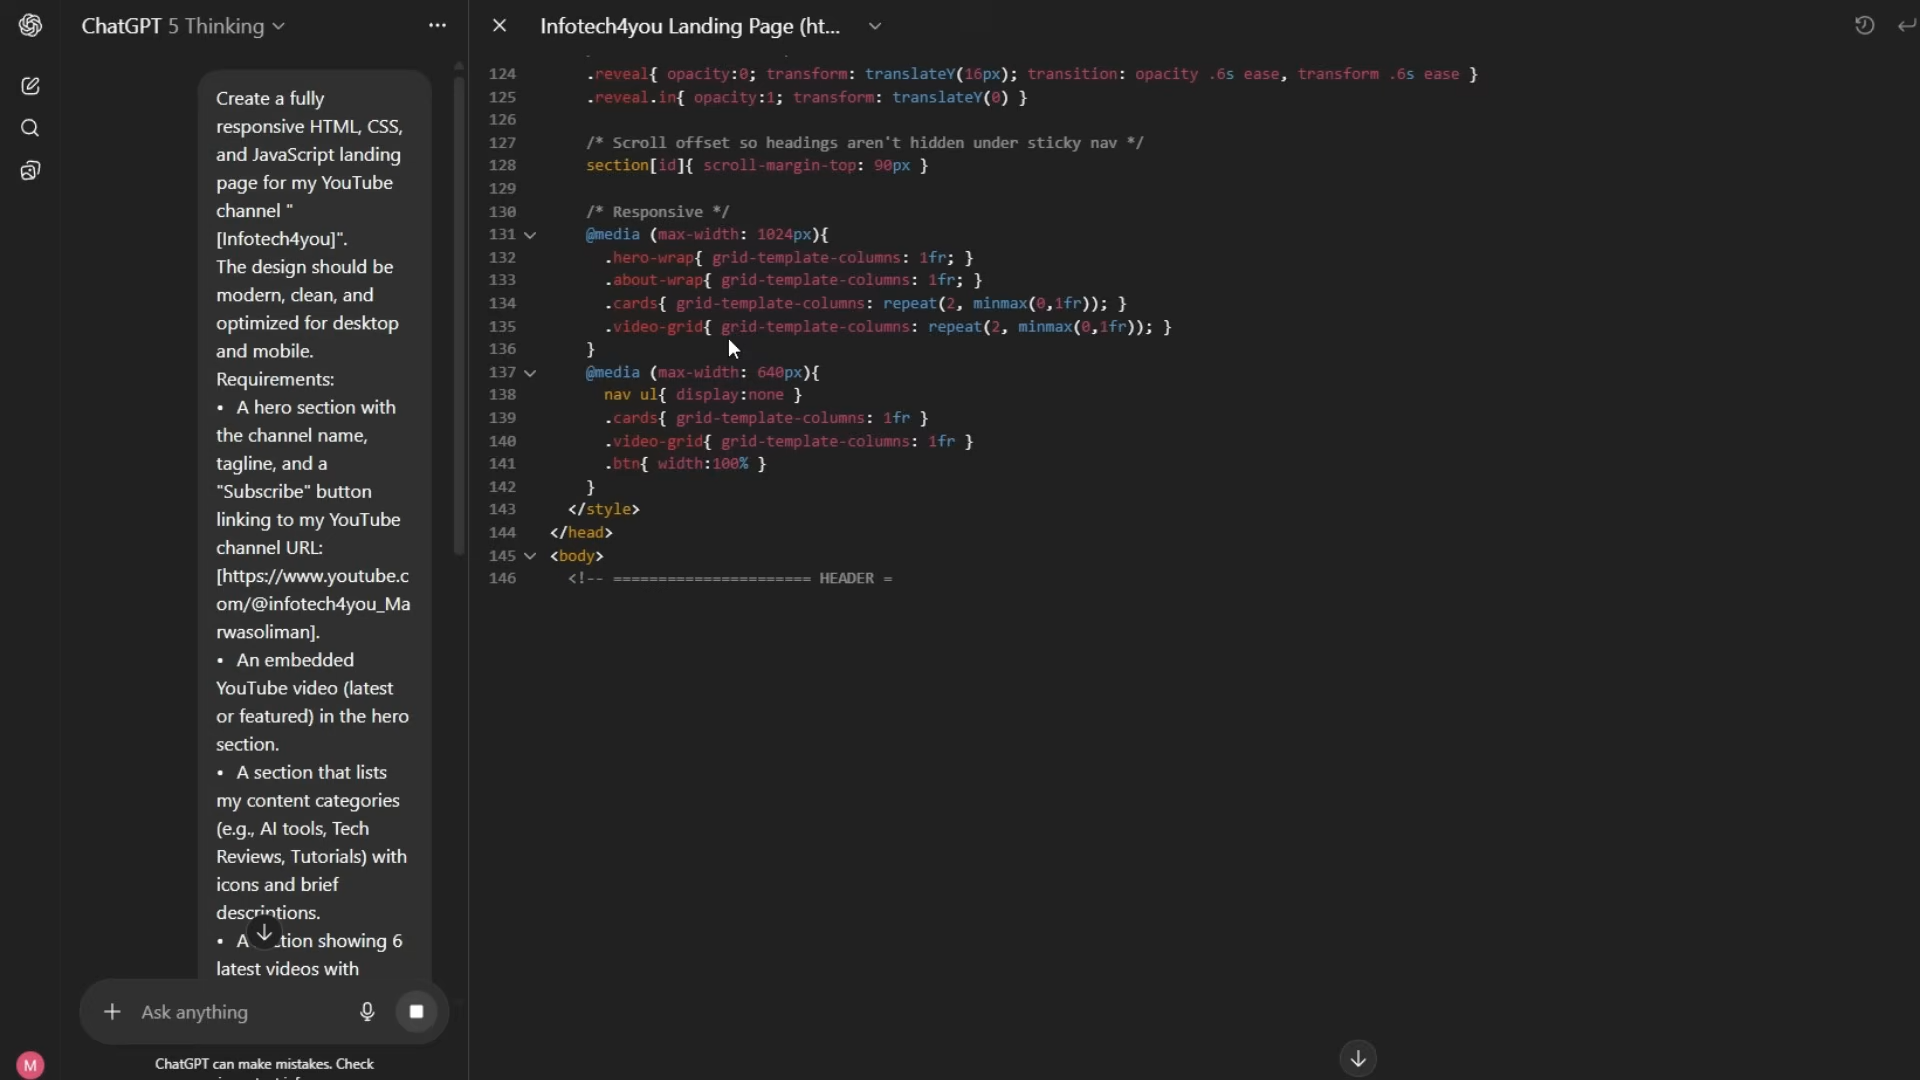 ChatGPT 5 Thinking
Create a fully
responsive HTML, CSS,
and JavaScript landing
page for my YouTube
channel "
[Infotech4you]".
The design should be
modern, clean, and
optimized for desktop
and mobile.
Requirements:
• A hero section with
the channel name,
tagline, and a
"Subscribe" button
linking to my YouTube
channel URL:
[https://www.youtube.c
om/@infotech4you_Ma
rwasoliman].
• An embedded
YouTube video (latest
or featured) in the hero
section.
• A section that lists
my content categories
(e.g., AI tools, Tech
Reviews, Tutorials) with
icons and brief
descriptions.
• A section showing 6
latest videos with
Ask anything
ChatGPT can make mistakes. Check
M
Infotech4you Landing Page (ht...
124 .reveal{ opacity:0; transform: translateY(16px); transition: opacity .6s ease, transform .6s ease }
125 .reveal.in{ opacity:1; transform: translateY(0) }
126
127 /* Scroll offset so headings aren't hidden under sticky nav */
128 section[id]{ scroll-margin-top: 90px }
129
130 /* Responsive */
131 @media (max-width: 1024px){
132 .hero-wrap{ grid-template-columns: 1fr; }
133 .about-wrap{ grid-template-columns: 1fr; }
134 .cards{ grid-template-columns: repeat(2, minmax(0,1fr)); }
135 .video-grid{ grid-template-columns: repeat(2, minmax(0,1fr)); }
136 }
137 @media (max-width: 640px){
138 nav ul{ display:none }
139 .cards{ grid-template-columns: 1fr }
140 .video-grid{ grid-template-columns: 1fr }
141 .btn{ width:100% }
142 }
143 </style>
144 </head>
145 <body>
146 <!-- ====================== HEADER =